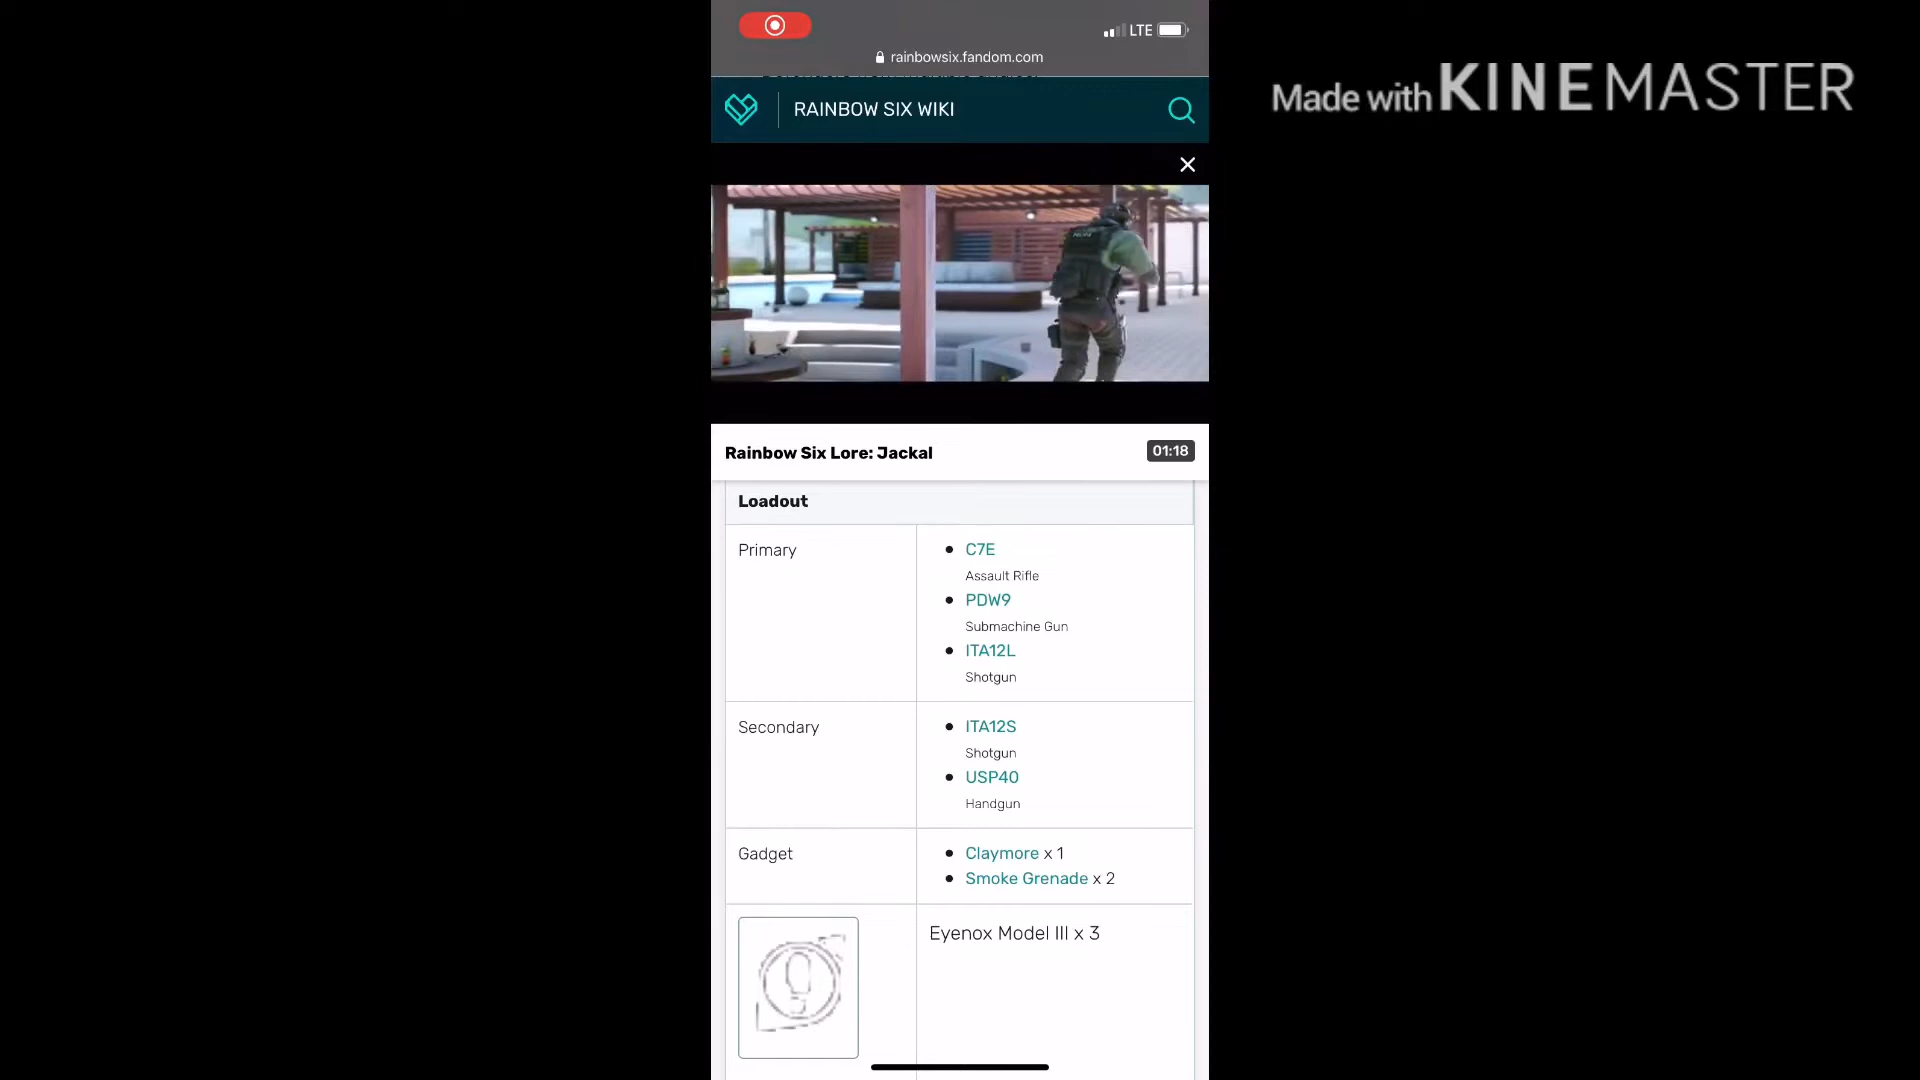 LTE
rainbowsix.fandom.com
Made with KINEMASTER
RAINBOW SIX WIKI
Rainbow Six Lore: Jackal
01:18
Loadout
Primary
C7E
Assault Rifle
PDW9
Submachine Gun
ITA12L
Shotgun
Secondary
ITA12S
Shotgun
USP40
Handgun
Gadget
Claymore x 1
Smoke Grenade x 2
Eyenox Model III x 3